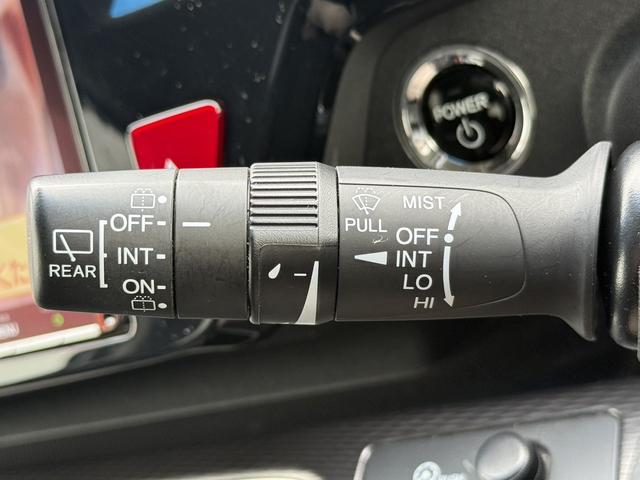 POWER
OFF
INT
ON
REAR
PULL
MIST
OFF
INT
LO
HI